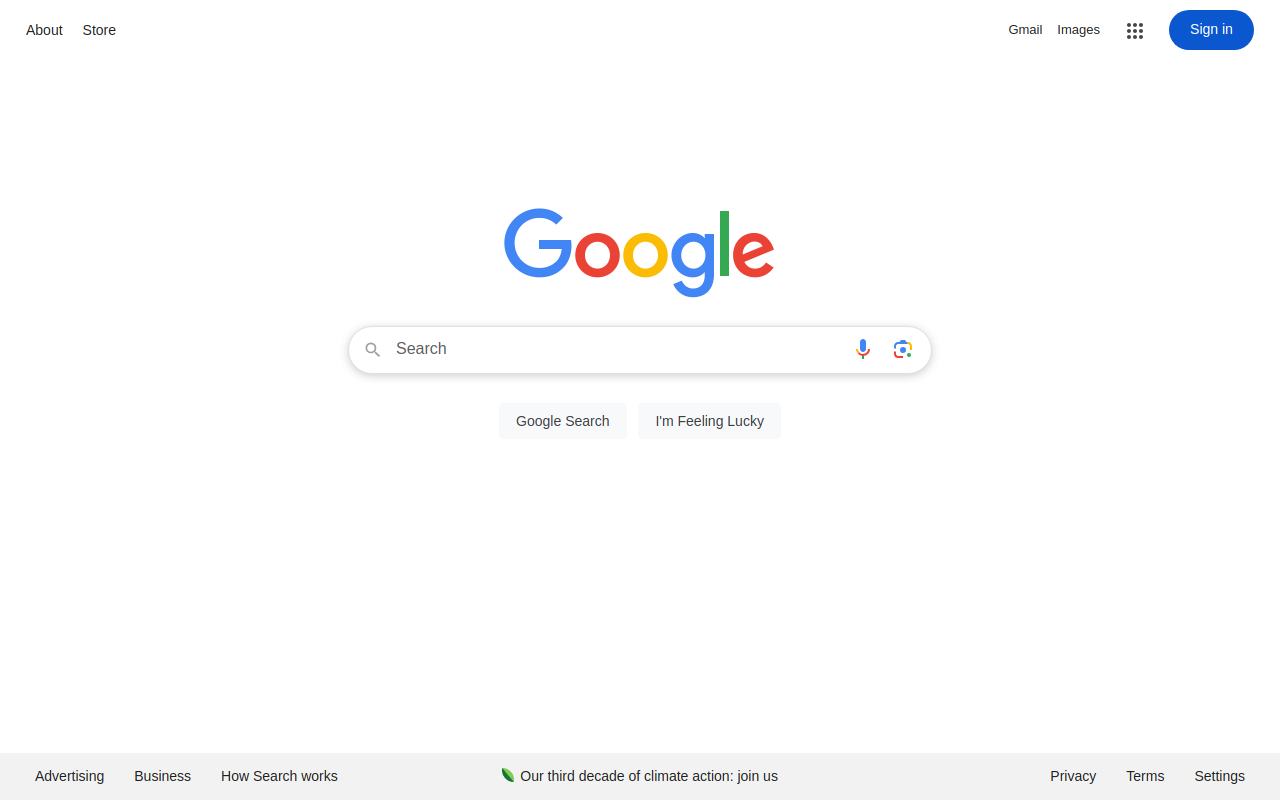 About Store Gmail Images Sign in
Google
Search
Google Search I'm Feeling Lucky
Our third decade of climate action: join us
Advertising Business How Search works Privacy Terms Settings